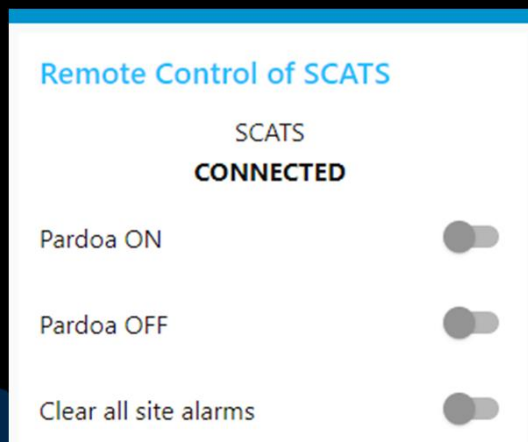 Remote Control of SCATS
SCATS
CONNECTED
Pardoa ON
Pardoa OFF
Clear all site alarms